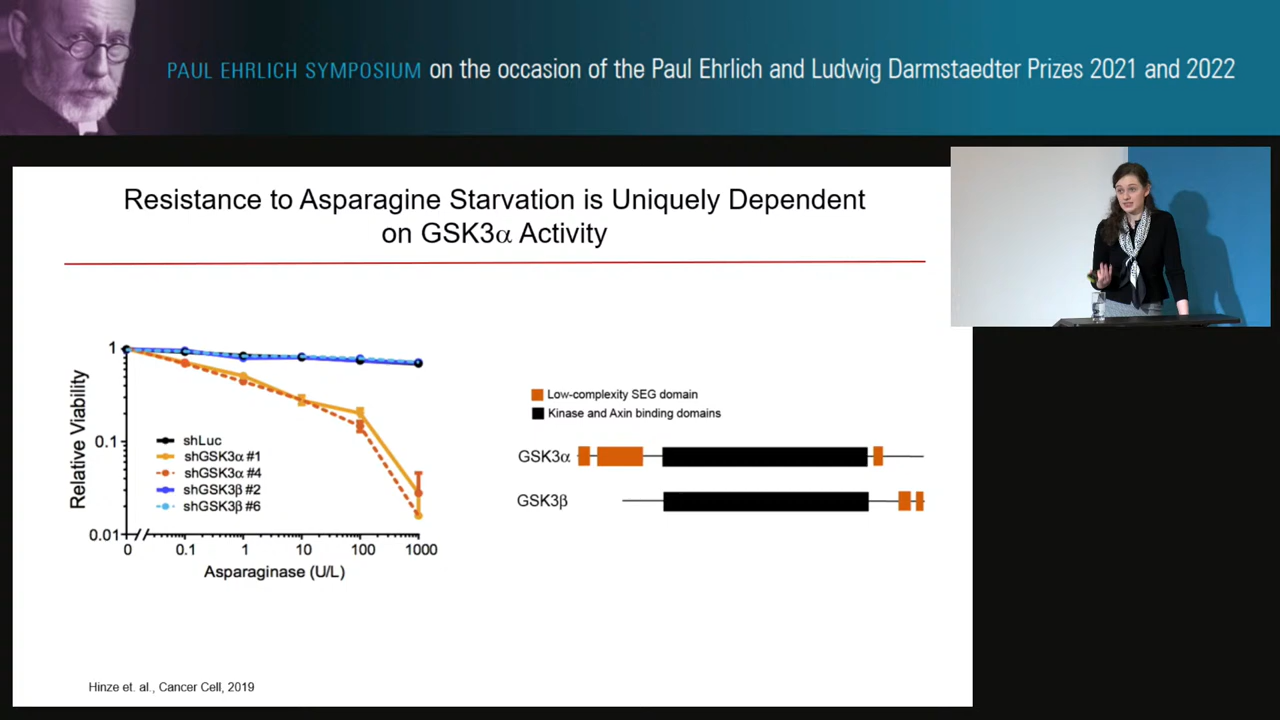 PAUL EHRLICH SYMPOSIUM on the occasion of the Paul Ehrlich and Ludwig Darmstaedter Prizes 2021 and 2022
Resistance to Asparagine Starvation is Uniquely Dependent
on GSK3α Activity
Relative Viability
1
0.1
0.01
shLuc
shGSK3α #1
shGSK3α #4
shGSK3β #2
shGSK3β #6
0 0.1 1 10 100 1000
Asparaginase (U/L)
Low-complexity SEG domain
Kinase and Axin binding domains
GSK3α
GSK3β
Hinze et. al., Cancer Cell, 2019